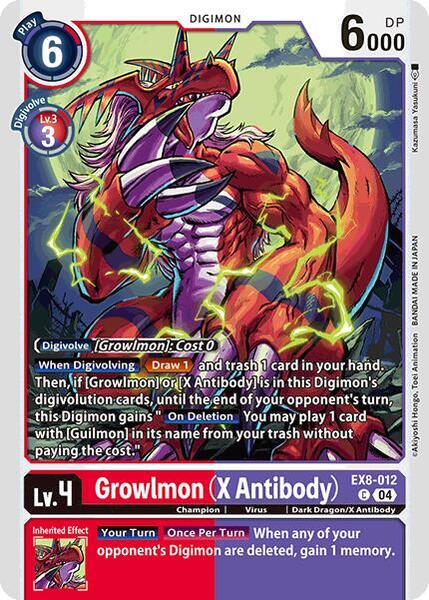 DIGIMON
Play
6
6000
DP
Digivolve
Lv.3
3
Kazumasa Yasukuni
©Akiyoshi Hongo, Toei Animation BANDAI MADE IN JAPAN
Digivolve [Growlmon]: Cost 0
When Digivolving Draw 1 and trash 1 card in your hand.
Then, if [Growlmon] or [X Antibody] is in this Digimon's
digivolution cards, until the end of your opponent's turn,
this Digimon gains " On Deletion You may play 1 card
with [Guilmon] in its name from your trash without
paying the cost."
Lv.4
Growlmon (X Antibody)
EX8-012
C 04
Champion | Virus | Dark Dragon/X Antibody
Inherited Effect
Your Turn Once Per Turn When any of your
opponent's Digimon are deleted, gain 1 memory.